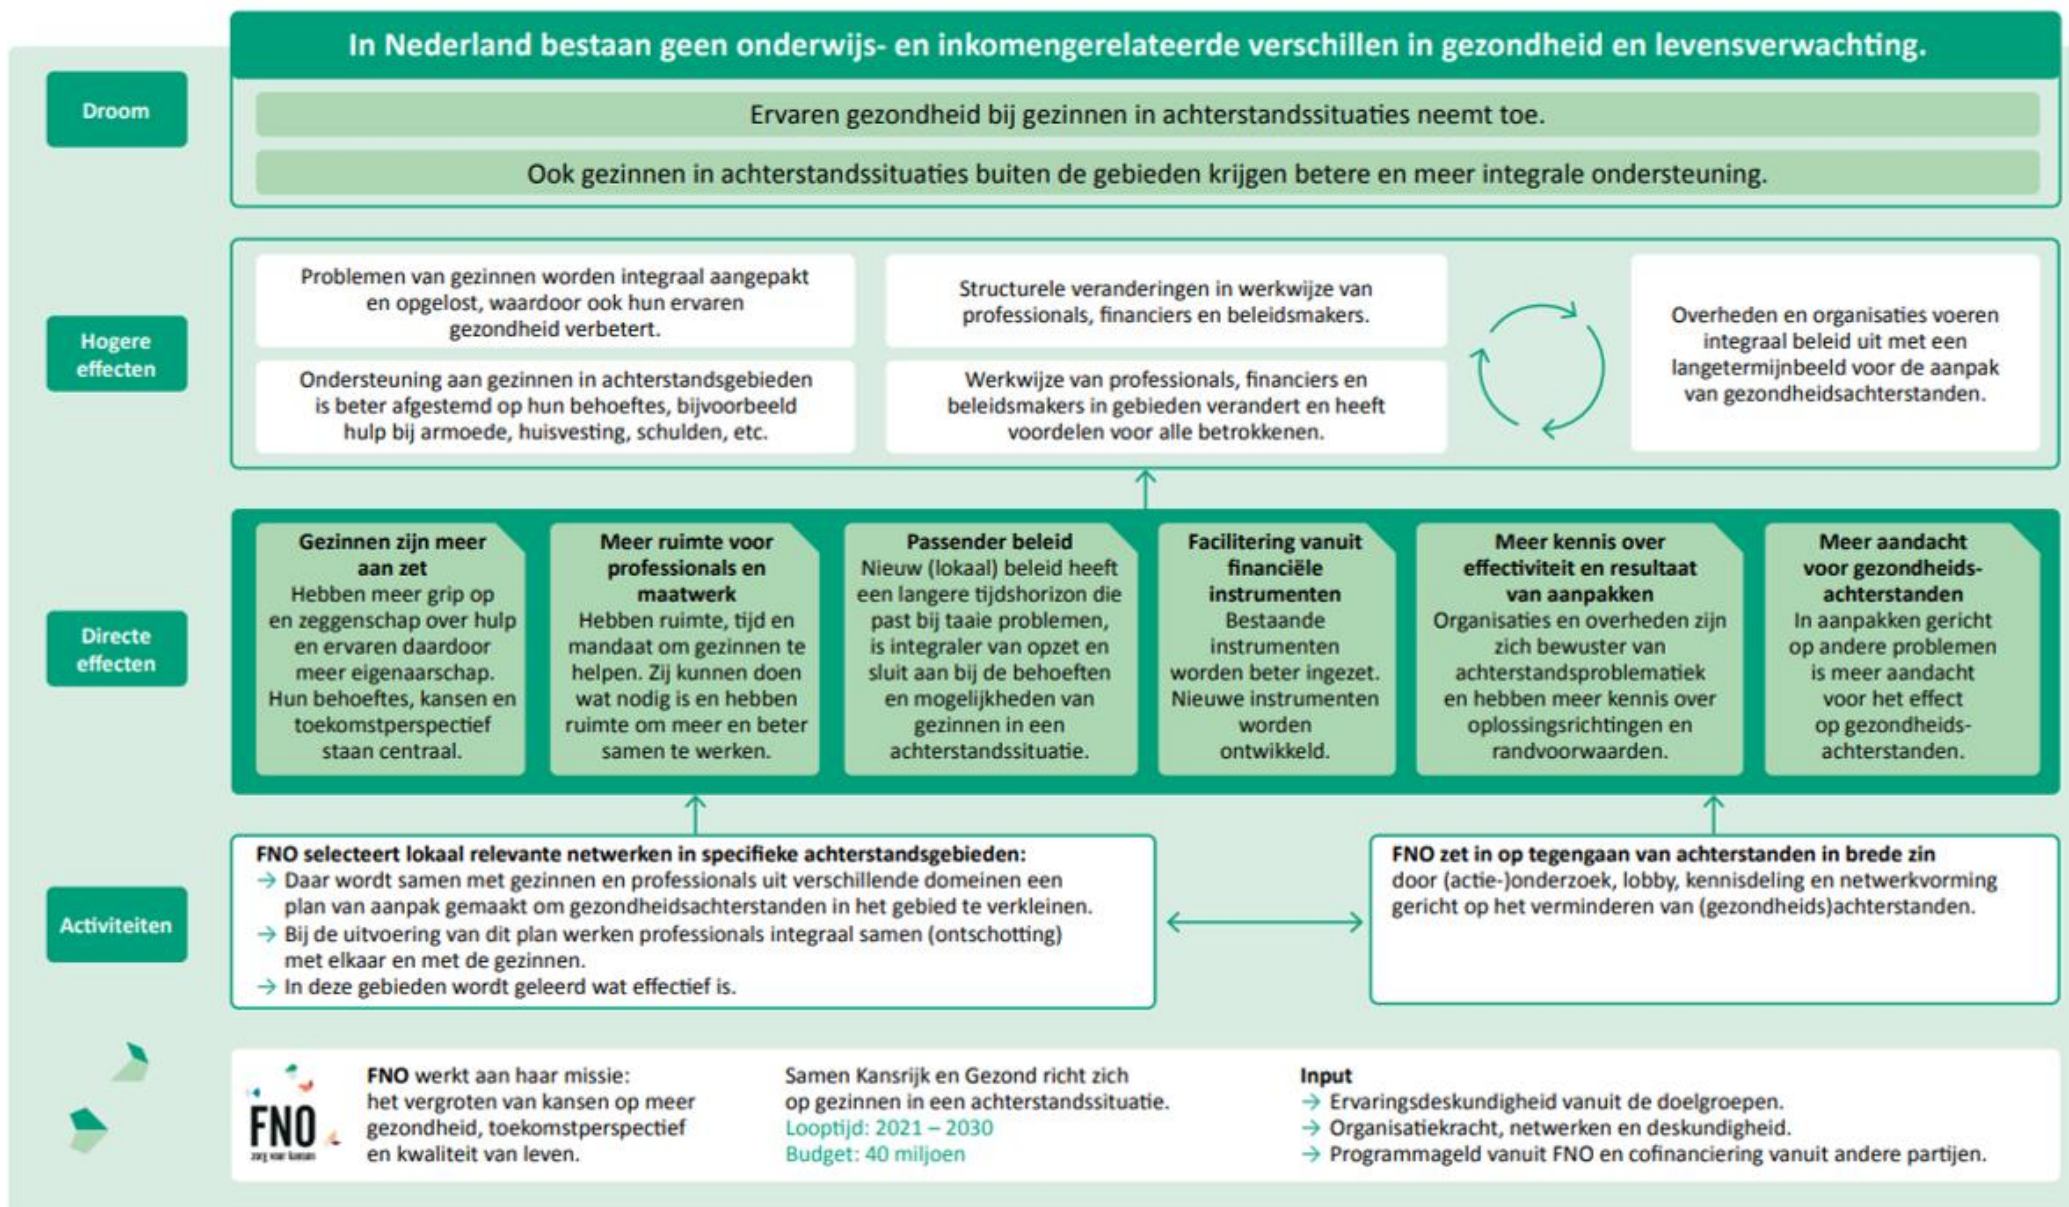 In Nederland bestaan geen onderwijs- en inkomengerelateerde verschillen in gezondheid en levensverwachting.
Droom
Ervaren gezondheid bij gezinnen in achterstandssituaties neemt toe.
Ook gezinnen in achterstandssituaties buiten de gebieden krijgen betere en meer integrale ondersteuning.
Hogere
effecten
Problemen van gezinnen worden integraal aangepakt
en opgelost, waardoor ook hun ervaren
gezondheid verbetert.
Ondersteuning aan gezinnen in achterstandsgebieden
is beter afgestemd op hun behoeftes, bijvoorbeeld
hulp bij armoede, huisvesting, schulden, etc.
Structurele veranderingen in werkwijze van
professionals, financiers en beleidsmakers.
Werkwijze van professionals, financiers en
beleidsmakers in gebieden verandert en heeft
voordelen voor alle betrokkenen.
Overheden en organisaties voeren
integraal beleid uit met een
langetermijnbeeld voor de aanpak
van gezondheidsachterstanden.
Directe
effecten
Gezinnen zijn meer
aan zet
Hebben meer grip op
en zeggenschap over hulp
en ervaren daardoor
meer eigenaarschap.
Hun behoeftes, kansen en
toekomstperspectief
staan centraal.
Meer ruimte voor
professionals en
maatwerk
Hebben ruimte, tijd en
mandaat om gezinnen te
helpen. Zij kunnen doen
wat nodig is en hebben
ruimte om meer en beter
samen te werken.
Passender beleid
Nieuw (lokaal) beleid heeft
een langere tijdshorizon die
past bij taaie problemen,
is integraler van opzet en
sluit aan bij de behoeften
en mogelijkheden van
gezinnen in een
achterstandssituatie.
Facilitering vanuit
financiële
instrumenten
Bestaande
instrumenten
worden beter ingezet.
Nieuwe instrumenten
worden
ontwikkeld.
Meer kennis over
effectiviteit en resultaat
van aanpakken
Organisaties en overheden zijn
zich bewuster van
achterstandsproblematiek
en hebben meer kennis over
oplossingsrichtingen en
randvoorwaarden.
Meer aandacht
voor gezondheids-
achterstanden
In aanpakken gericht
op andere problemen
is meer aandacht
voor het effect
op gezondheids-
achterstanden.
Activiteiten
FNO selecteert lokaal relevante netwerken in specifieke achterstandsgebieden:
→ Daar wordt samen met gezinnen en professionals uit verschillende domeinen een
plan van aanpak gemaakt om gezondheidsachterstanden in het gebied te verkleinen.
→ Bij de uitvoering van dit plan werken professionals integraal samen (ontschotting)
met elkaar en met de gezinnen.
→ In deze gebieden wordt geleerd wat effectief is.
FNO zet in op tegengaan van achterstanden in brede zin
door (actie-)onderzoek, lobby, kennisdeling en netwerkvorming
gericht op het verminderen van (gezondheids)achterstanden.
FNO
zorg voor kansen
FNO werkt aan haar missie:
het vergroten van kansen op meer
gezondheid, toekomstperspectief
en kwaliteit van leven.
Samen Kansrijk en Gezond richt zich
op gezinnen in een achterstandssituatie.
Looptijd: 2021 – 2030
Budget: 40 miljoen
Input
→ Ervaringsdeskundigheid vanuit de doelgroepen.
→ Organisatiekracht, netwerken en deskundigheid.
→ Programmageld vanuit FNO en cofinanciering vanuit andere partijen.